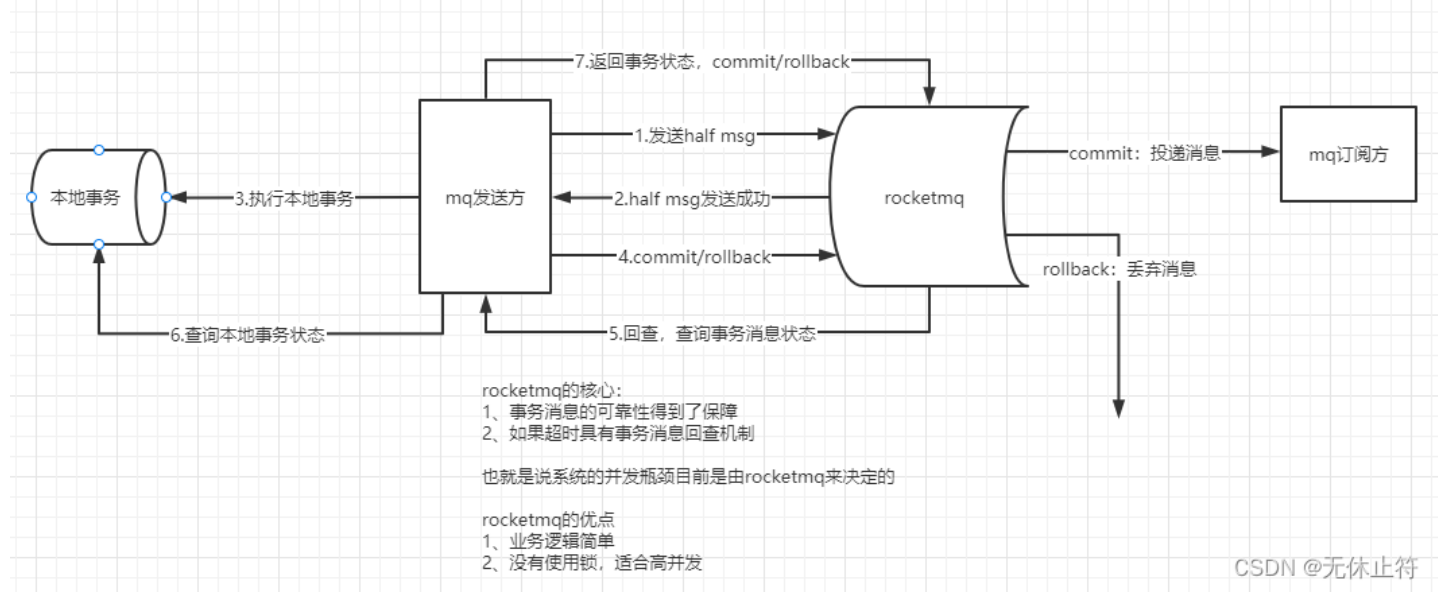 7.返回事务状态，commit/rollback
1.发送half msg
commit：投递消息
mq订阅方
本地事务
3.执行本地事务
mq发送方
2.half msg发送成功
rocketmq
4.commit/rollback
rollback：丢弃消息
6.查询本地事务状态
5.回查，查询事务消息状态
rocketmq的核心：
1、事务消息的可靠性得到了保障
2、如果超时具有事务消息回查机制
也就是说系统的并发瓶颈目前是由rocketmq来决定的
rocketmq的优点
1、业务逻辑简单
2、没有使用锁，适合高并发
CSDN @无休止符